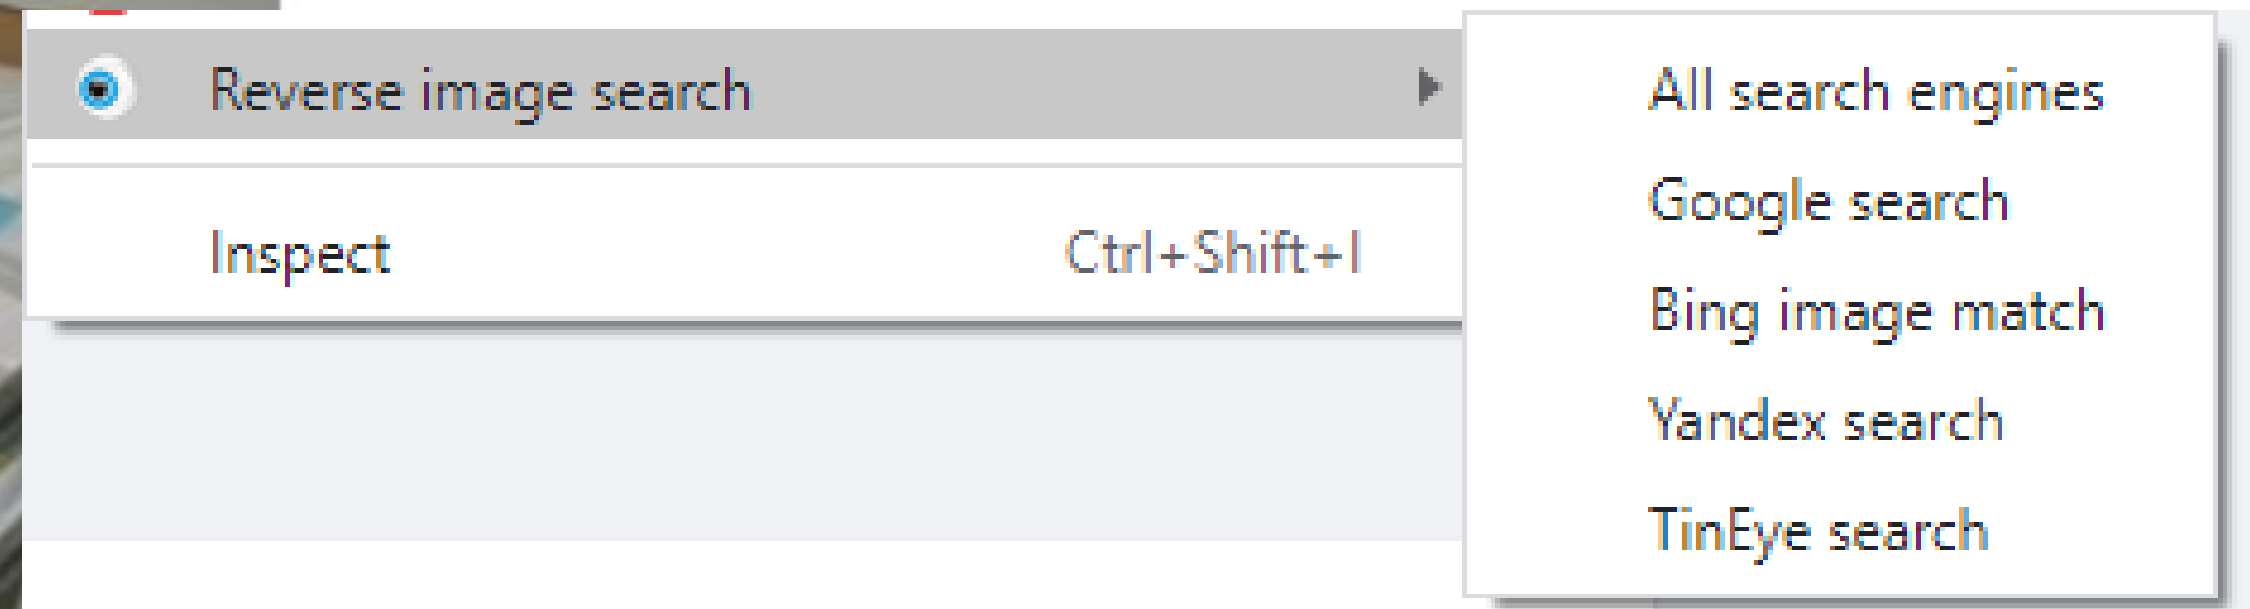 Reverse image search
Inspect Ctrl+Shift+I
All search engines
Google search
Bing image match
Yandex search
TinEye search